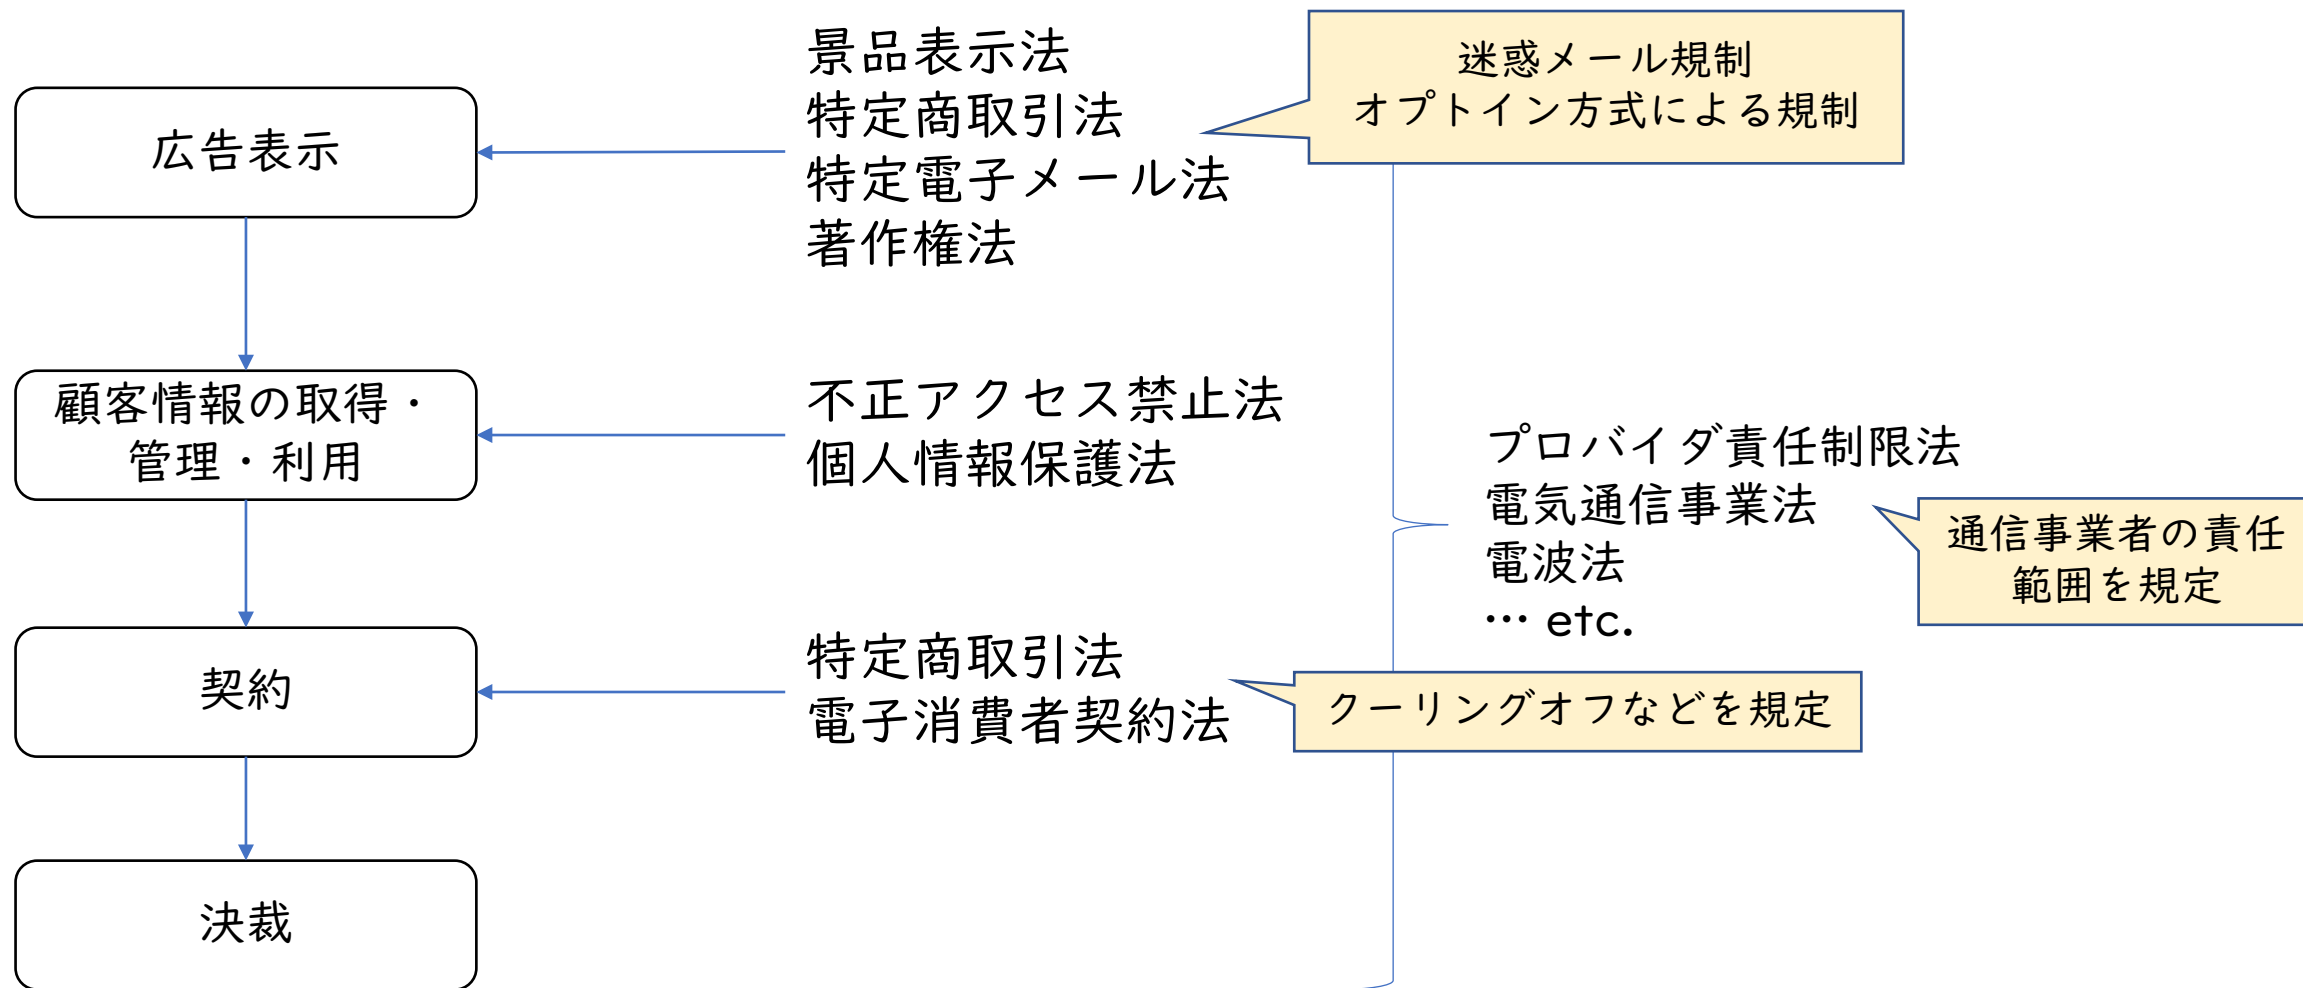 広告表示
景品表示法
特定商取引法
特定電子メール法
著作権法
迷惑メール規制
オプトイン方式による規制
顧客情報の取得・
管理・利用
不正アクセス禁止法
個人情報保護法
プロバイダ責任制限法
電気通信事業法
電波法
… etc.
通信事業者の責任
範囲を規定
契約
特定商取引法
電子消費者契約法
クーリングオフなどを規定
決裁